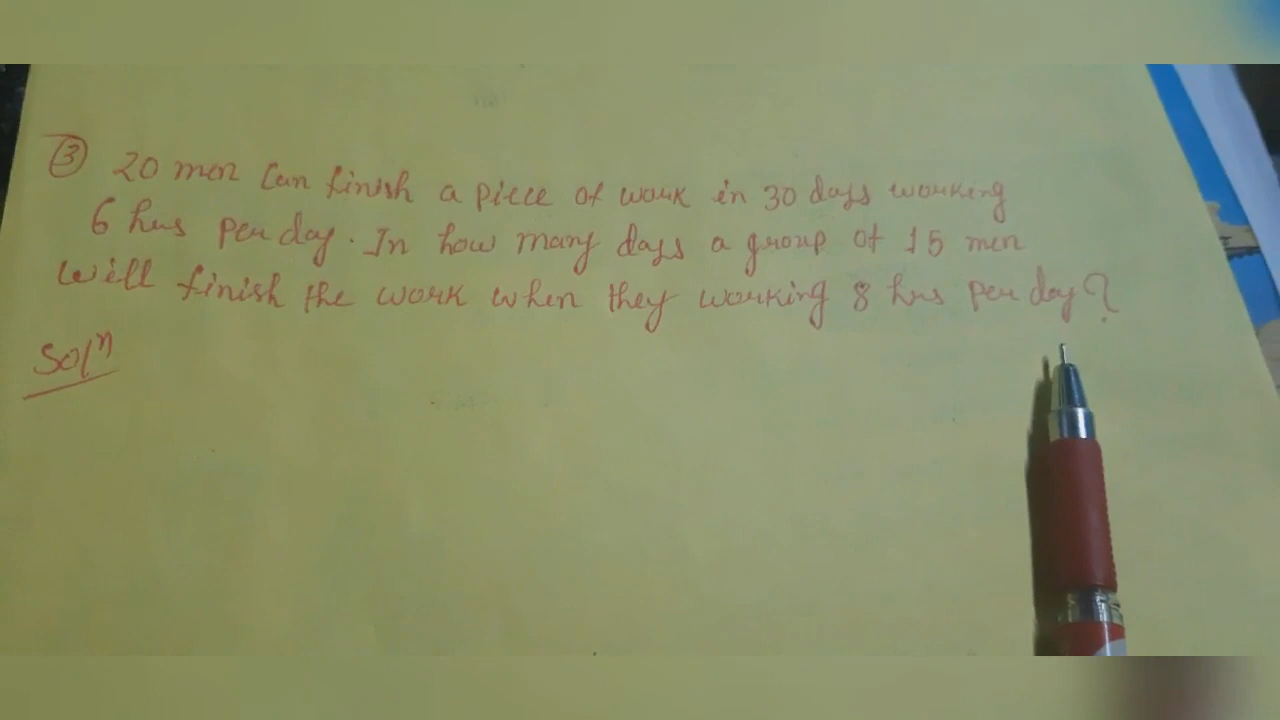 ③ 20 men can finish a piece of work in 30 days working
6 hrs per day. In how many days a group of 15 men
will finish the work when they working 8 hrs per day?
Solⁿ